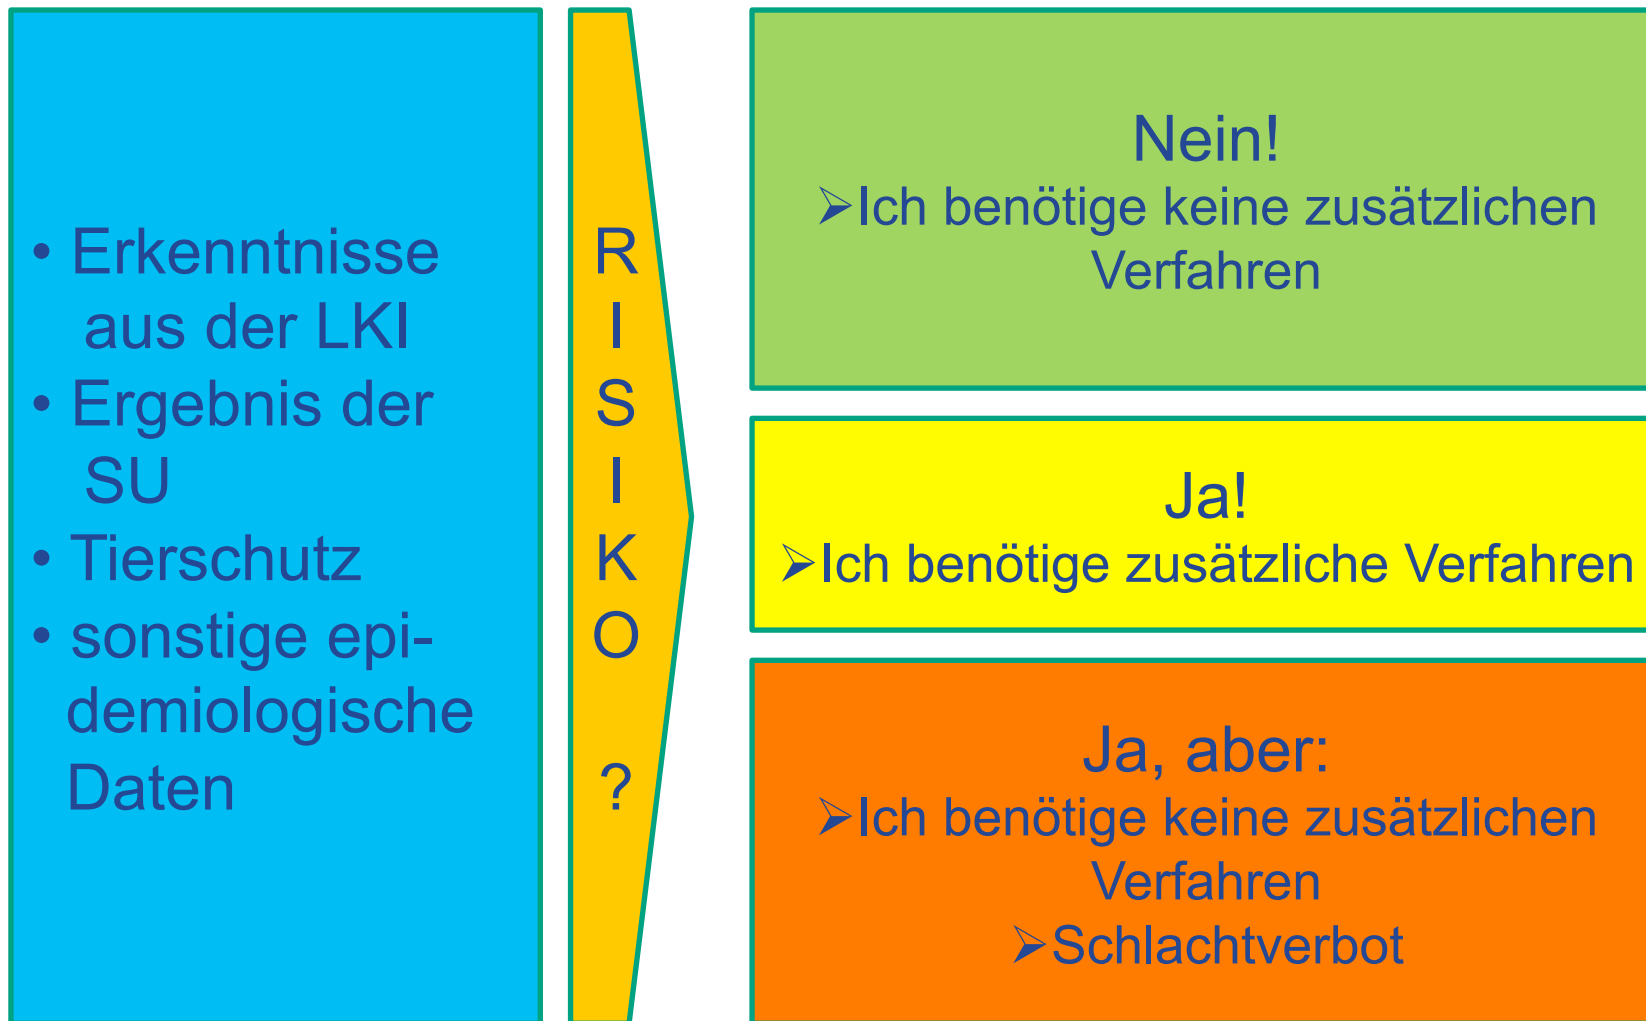 • Erkenntnisse
aus der LKI
• Ergebnis der
SU
• Tierschutz
• sonstige epi-
demiologische
Daten
R
I
S
I
K
O
?
Nein!
➢Ich benötige keine zusätzlichen
Verfahren
Ja!
➢Ich benötige zusätzliche Verfahren
Ja, aber:
➢Ich benötige keine zusätzlichen
Verfahren
➢Schlachtverbot